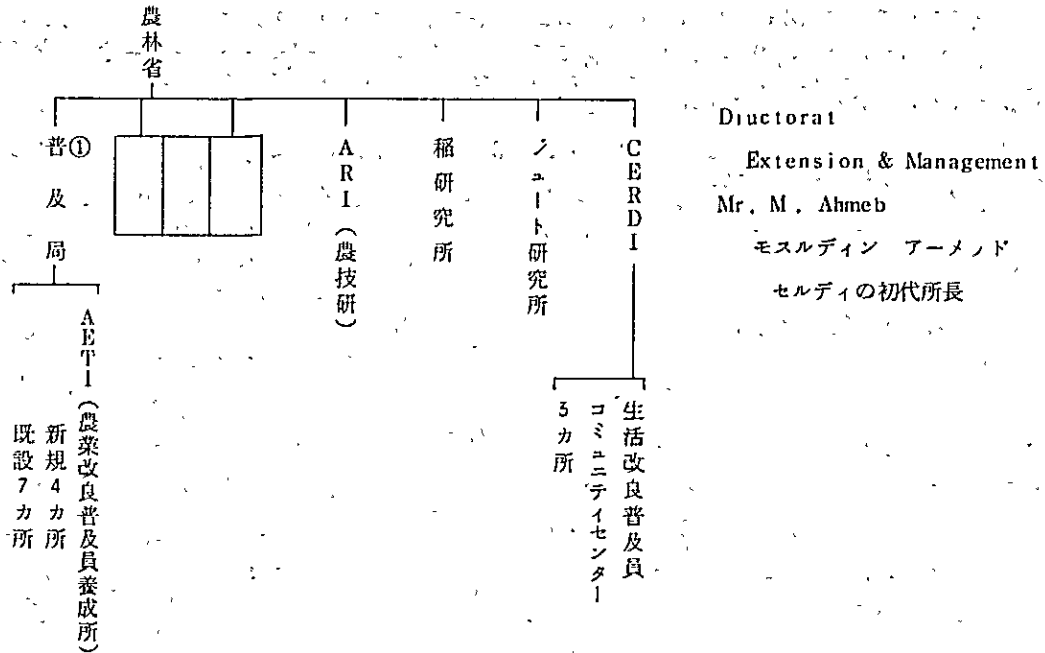 農林省
普①及局
AETI(農業改良普及員養成所)
新規4カ所
既設7カ所
ARI(農技研)
稲研究所
ジュート研究所
CERDI
生活改良普及員
コミュニティセンター
3カ所
Diuctorat
Extension & Management
Mr. M. Ahmeb
モスルディン アーメッド
セルディの初代所長